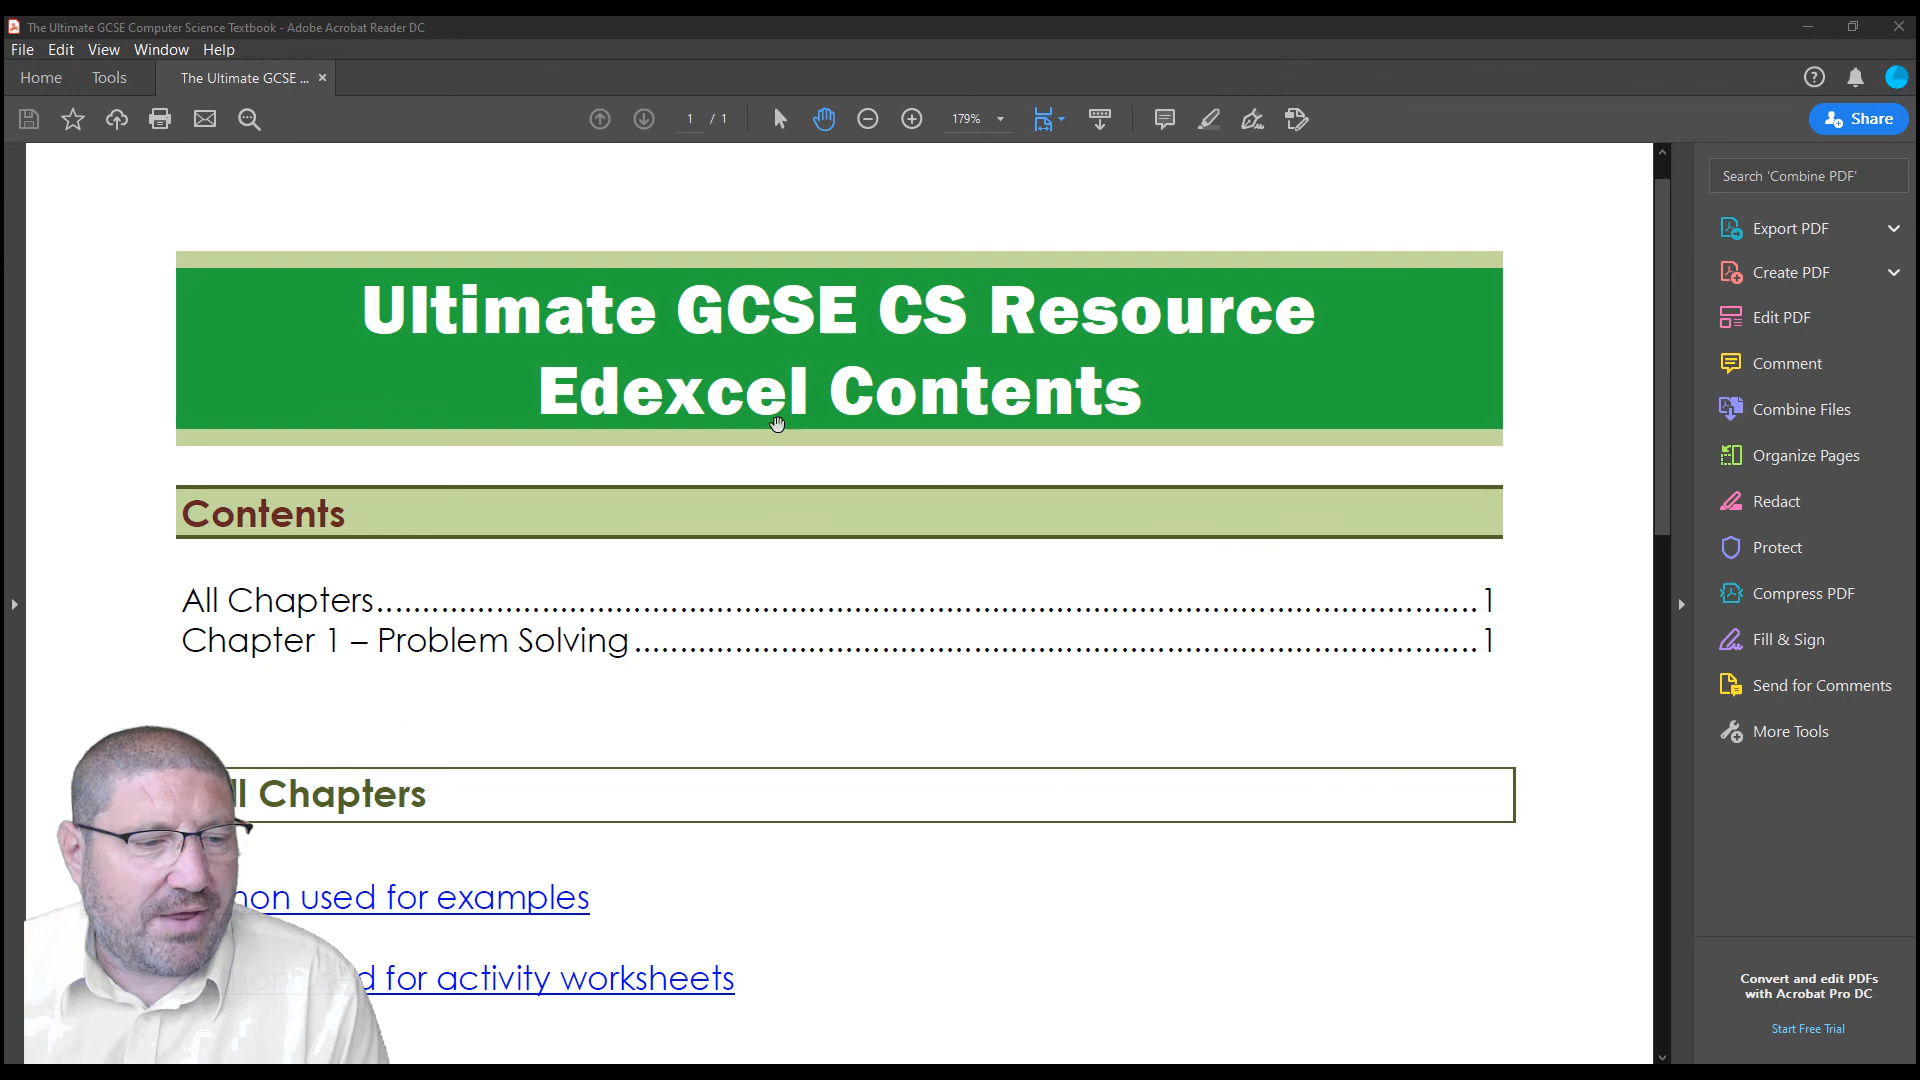 The Ultimate GCSE Computer Science Textbook - Adobe Acrobat Reader DC
File Edit View Window Help
Home Tools The Ultimate GCSE ... ×
1 / 1 179% Share
Search 'Combine PDF'
Export PDF
Create PDF
Edit PDF
Comment
Combine Files
Organize Pages
Redact
Protect
Compress PDF
Fill & Sign
Send for Comments
More Tools
Convert and edit PDFs
with Acrobat Pro DC
Start Free Trial
Ultimate GCSE CS Resource
Edexcel Contents
Contents
All Chapters........................................................................................................................1
Chapter 1 – Problem Solving............................................................................................1
Chapters
used for examples
for activity worksheets